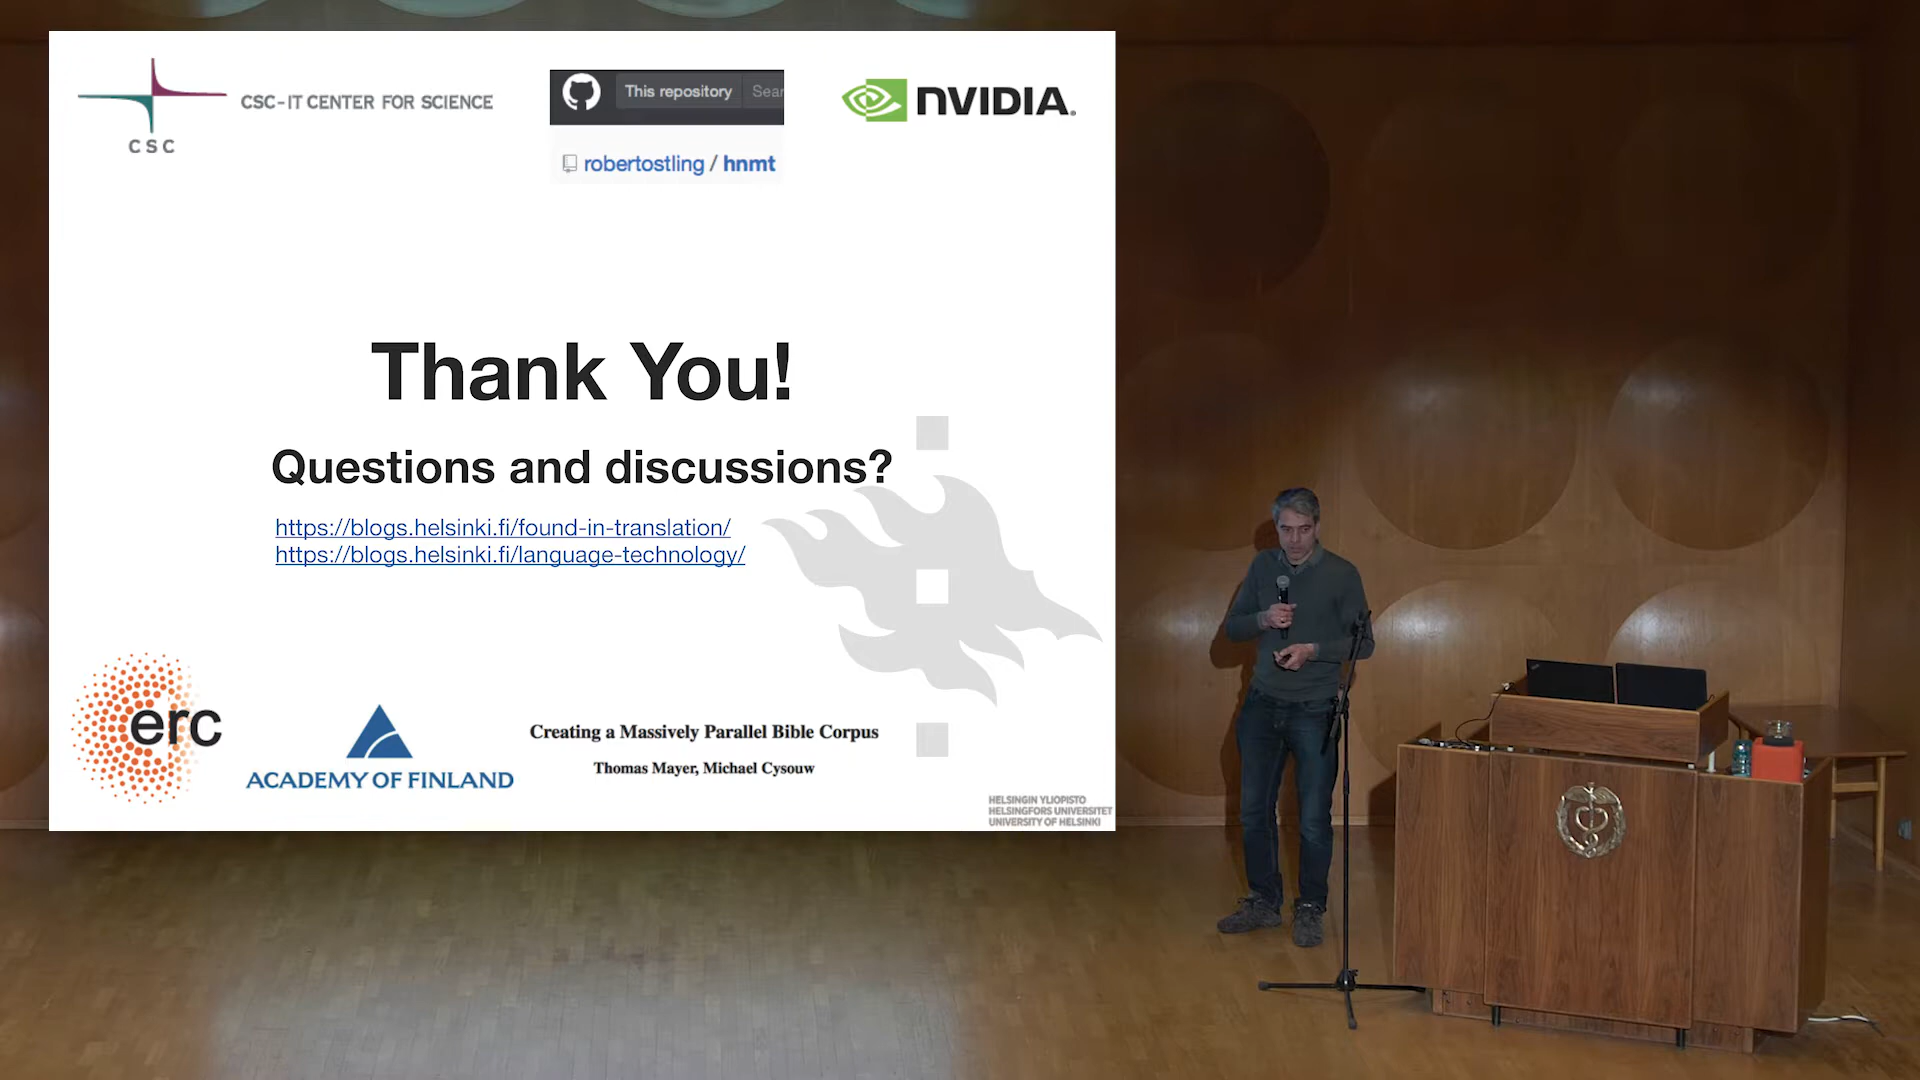 CSC
CSC-IT CENTER FOR SCIENCE
This repository Sear
robertostling / hnmt
NVIDIA.
Thank You!
Questions and discussions?
https://blogs.helsinki.fi/found-in-translation/
https://blogs.helsinki.fi/language-technology/
erc
ACADEMY OF FINLAND
Creating a Massively Parallel Bible Corpus
Thomas Mayer, Michael Cysouw
HELSINGIN YLIOPISTO
HELSINGFORS UNIVERSITET
UNIVERSITY OF HELSINKI